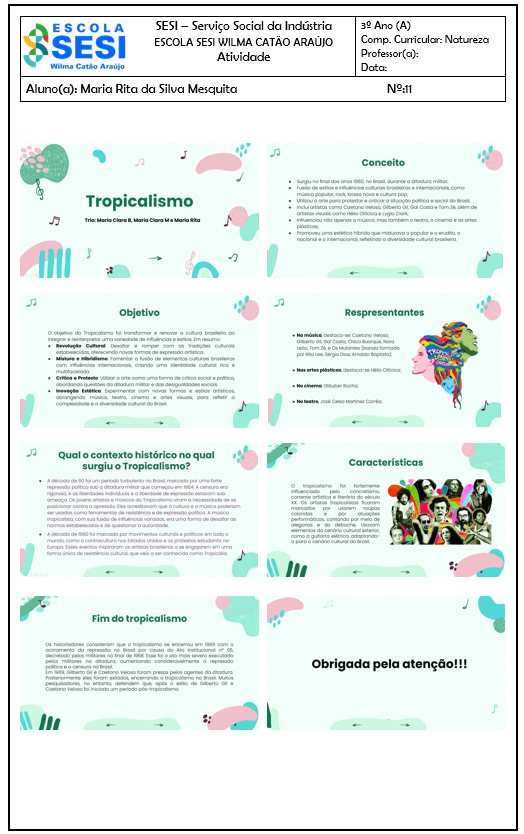 ESCOLA
SESI
Wilma Catão Araújo
SESI – Serviço Social da Indústria
ESCOLA SESI WILMA CATÃO ARAÚJO
Atividade
3º Ano (A)
Comp. Curricular: Natureza
Professor(a):
Data:
Aluno(a): Maria Rita da Silva Mesquita
Nº:11
Tropicalismo
Trio: Maria Clara B, Maria Clara M e Maria Rita
Conceito
• Surgiu no final dos anos 1960, no Brasil, durante a ditadura militar;
• Fusão de estilos e influências culturais brasileiras e internacionais, como
música popular, rock, bossa nova e cultura pop;
• Utilizou a arte para protestar e criticar a situação política e social do Brasil;
• Inclui artistas como Caetano Veloso, Gilberto Gil, Gal Costa e Tom Zé, além de
artistas visuais como Hélio Oiticica e Lygia Clark;
• Influenciou não apenas a música, mas também o teatro, o cinema e as artes
plásticas;
• Promoveu uma estética híbrida que misturava o popular e o erudito, o
nacional e o internacional, refletindo a diversidade cultural brasileira.
Objetivo
O objetivo do Tropicalismo foi transformar e renovar a cultura brasileira ao
integrar e reinterpretar uma variedade de influências e estilos. Em resumo:
• Revolução Cultural: Desafiar e romper com as tradições culturais
estabelecidas, oferecendo novas formas de expressão artística.
• Mistura e Hibridismo: Fomentar a fusão de elementos culturais brasileiros
com influências internacionais, criando uma identidade cultural rica e
multifacetada.
• Crítica e Protesto: Utilizar a arte como uma forma de crítica social e política,
abordando questões da ditadura militar e das desigualdades sociais.
• Inovação Estética: Experimentar com novas formas e estilos artísticos,
abrangendo música, teatro, cinema e artes visuais, para refletir a
complexidade e a diversidade cultural do Brasil.
Respresentantes
• Na música, destaca-se: Caetano Veloso,
Gilberto Gil, Gal Costa, Chico Buarque, Nara
Leão, Tom Zé, e Os Mutantes (banda formada
por Rita Lee, Sérgio Dias, Arnaldo Baptista);
• Nas artes plásticas, destaca-se Hélio Oiticica;
• No cinema, Glauber Rocha;
• No teatro, José Celso Martinez Corrêa.
Qual o contexto histórico no qual
surgiu o Tropicalismo?
• A década de 60 foi um período turbulento no Brasil, marcado por uma forte
repressão política sob a ditadura militar que começou em 1964. A censura era
rigorosa, e as liberdades individuais e a liberdade de expressão estavam sob
ameaça. Os jovens artistas e músicos do Tropicalismo viram a necessidade de se
posicionar contra a opressão. Eles acreditavam que a cultura e a música poderiam
ser usadas como ferramentas de resistência e de expressão política. A música
tropicalista, com sua fusão de influências variadas, era uma forma de desafiar as
normas estabelecidas e de questionar a autoridade.
• A década de 1960 foi marcada por movimentos culturais e políticos em todo o
mundo, como a contracultura nos Estados Unidos e os protestos estudantis na
Europa. Esses eventos inspiraram os artistas brasileiros a se engajarem em uma
forma única de resistência cultural, que veio a ser conhecida como Tropicália.
Características
O tropicalismo foi fortemente
influenciado pelo concretismo,
corrente artística e literária do século
XX. Os artistas tropicalistas ficaram
marcados por usarem roupas
coloridas e por atuações
performáticas, cantando por meio de
alegorias e do deboche. Usavam
elementos da cultura estrangeira,
como a guitarra elétrica, adaptando-
a para o cenário cultural do Brasil.
Fim do tropicalismo
Os historiadores consideram que o tropicalismo se encerrou em 1969 com o
acirramento da repressão no Brasil por causa do Ato Institucional nº 05,
decretado pelos militares no final de 1968. Esse foi o ato mais severo executado
pelos militares na ditadura, aumentando consideravelmente a repressão
política e a censura no Brasil.
Em 1969, Gilberto Gil e Caetano Veloso foram presos pelos agentes da ditadura.
Posteriormente eles foram exilados, encerrando o tropicalismo no Brasil. Muitos
pesquisadores, no entanto, defendem que, após o exílio de Gilberto Gil e
Caetano Veloso foi iniciado um período pós-tropicalismo.
Obrigada pela atenção!!!